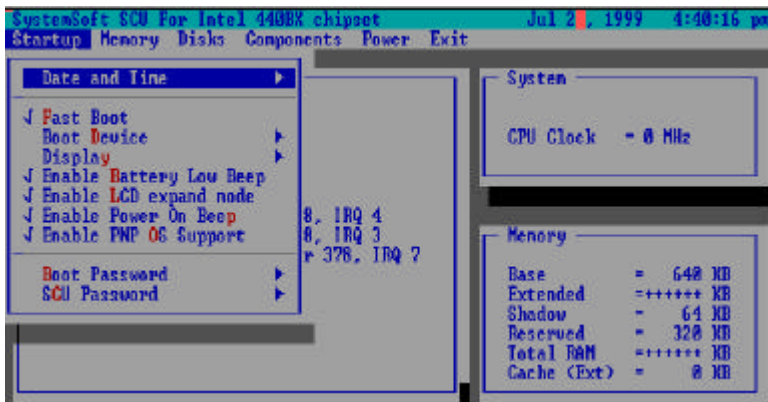 SystemSoft SCU For Intel 440BX chipset Jul 2 , 1999 4:40:16 pm
Startup Memory Disks Components Power Exit
Date and Time
√ Fast Boot
Boot Device
Display
√ Enable Battery Low Beep
√ Enable LCD expand mode
√ Enable Power On Beep
√ Enable PNP OS Support
Boot Password
SCU Password
8, IRQ 4
8, IRQ 3
r 378, IRQ 7
System
CPU Clock = 0 MHz
Memory
Base = 640 KB
Extended =++++++ KB
Shadow = 64 KB
Reserved = 320 KB
Total RAM =++++++ KB
Cache (Ext) = 0 KB